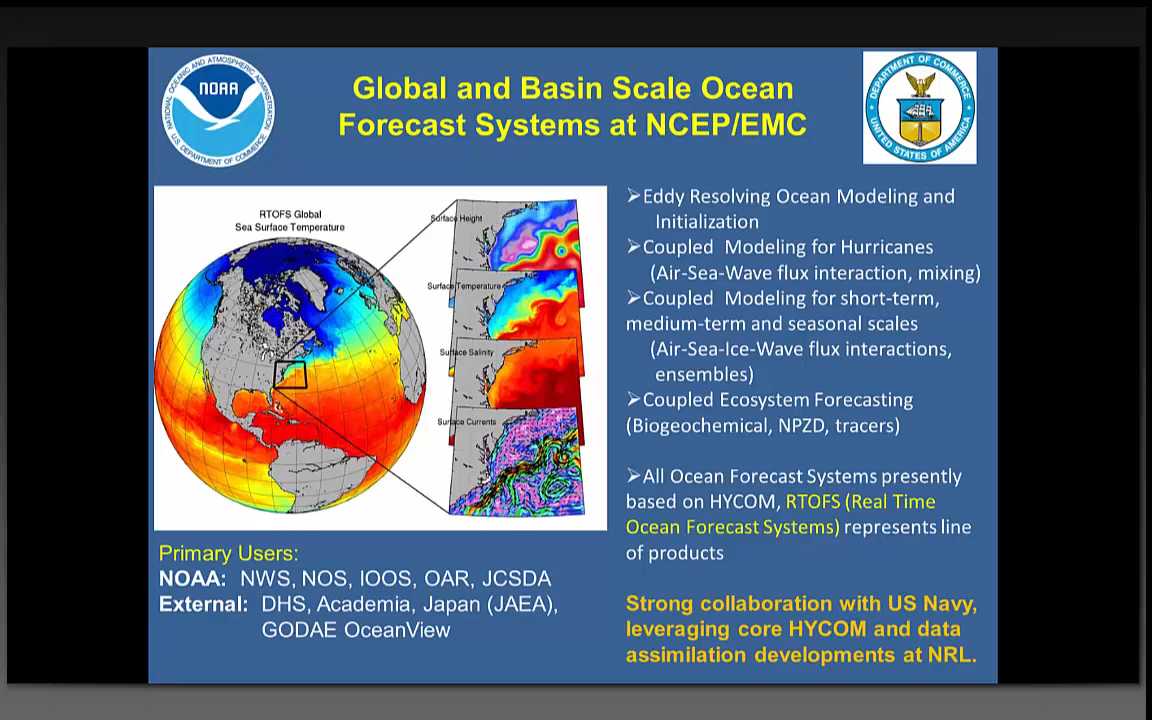 Global and Basin Scale Ocean
Forecast Systems at NCEP/EMC
NATIONAL OCEANIC AND ATMOSPHERIC ADMINISTRATION
NOAA
U.S. DEPARTMENT OF COMMERCE
DEPARTMENT OF COMMERCE
UNITED STATES OF AMERICA
RTOFS Global
Sea Surface Temperature
Surface Height
Surface Temperature
Surface Salinity
Surface Currents
Primary Users:
NOAA: NWS, NOS, IOOS, OAR, JCSDA
External: DHS, Academia, Japan (JAEA),
GODAE OceanView
➢Eddy Resolving Ocean Modeling and
Initialization
➢Coupled Modeling for Hurricanes
(Air-Sea-Wave flux interaction, mixing)
➢Coupled Modeling for short-term,
medium-term and seasonal scales
(Air-Sea-Ice-Wave flux interactions,
ensembles)
➢Coupled Ecosystem Forecasting
(Biogeochemical, NPZD, tracers)
➢All Ocean Forecast Systems presently
based on HYCOM, RTOFS (Real Time
Ocean Forecast Systems) represents line
of products
Strong collaboration with US Navy,
leveraging core HYCOM and data
assimilation developments at NRL.